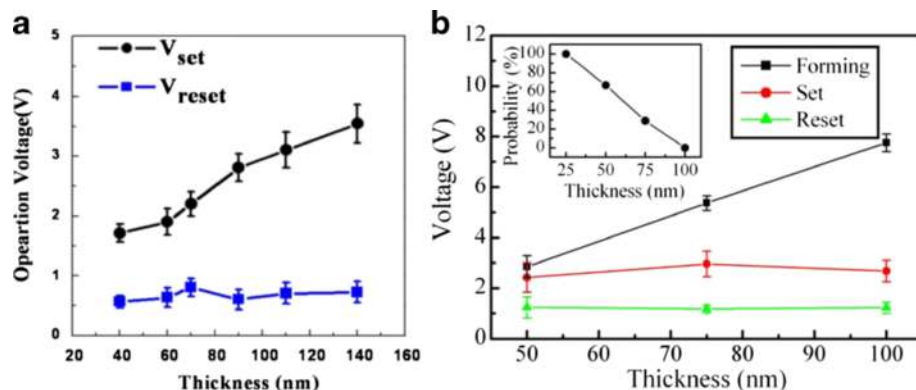 a
5
4
3
2
1
0
20 40 60 80 100 120 140 160
Opeartion Voltage(V)
Thickness (nm)
V set
V reset
b
12
10
8
6
4
2
0
50 60 70 80 90 100
Voltage (V)
Thickness (nm)
100
80
60
40
20
0
25 50 75 100
Probability (%)
Thickness (nm)
Forming
Set
Reset